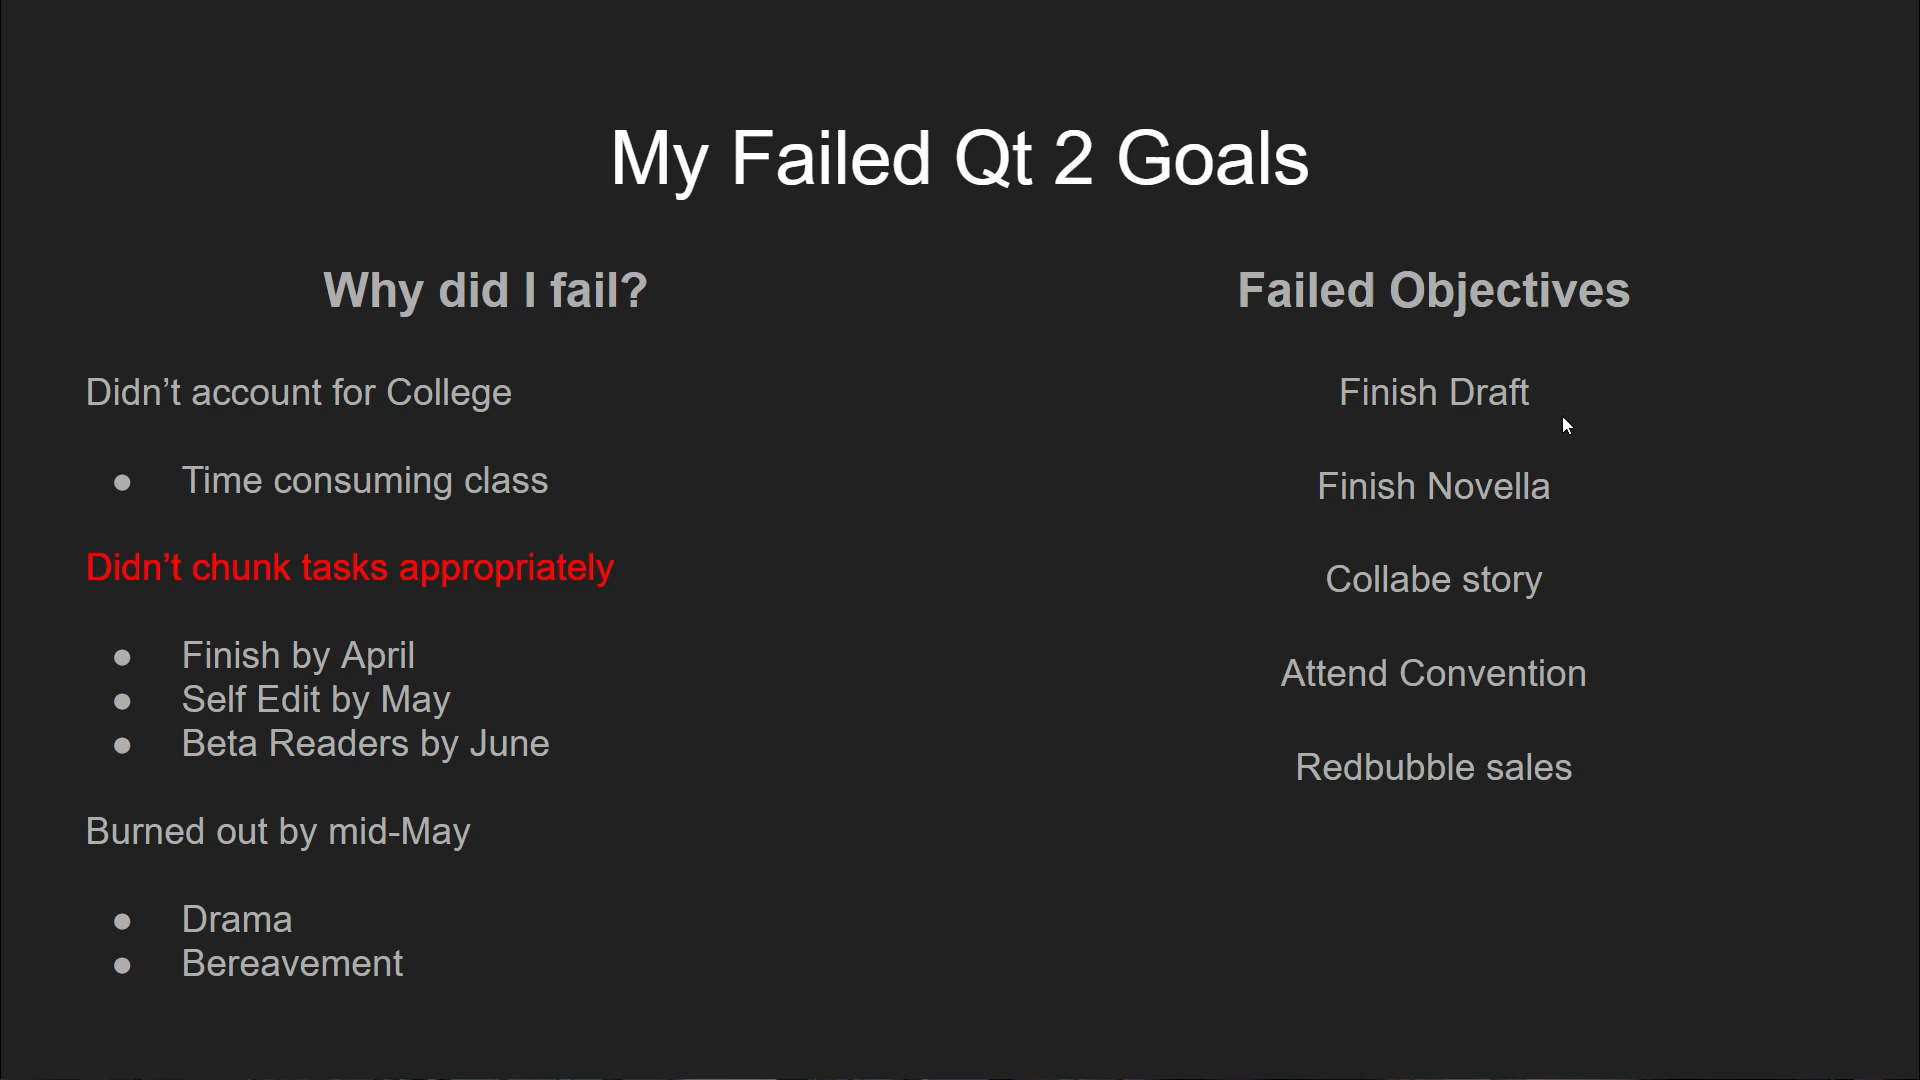 My Failed Qt 2 Goals
Why did I fail?
Didn’t account for College
● Time consuming class
Didn’t chunk tasks appropriately
● Finish by April
● Self Edit by May
● Beta Readers by June
Burned out by mid-May
● Drama
● Bereavement
Failed Objectives
Finish Draft
Finish Novella
Collabe story
Attend Convention
Redbubble sales